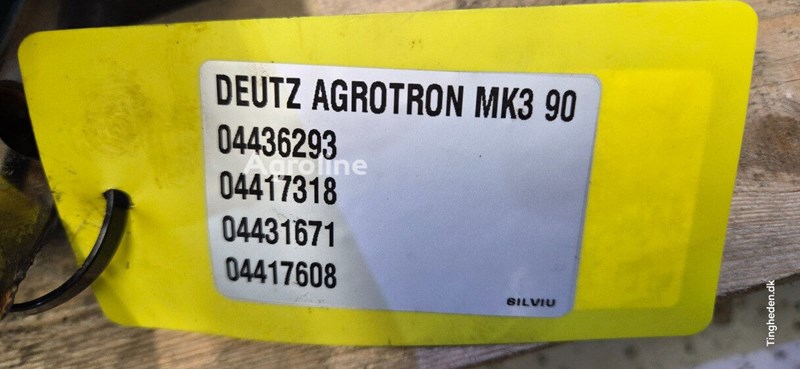 DEUTZ AGROTRON MK3 90
04436293
Agroline
04417318
04431671
04417608
SILVIU
Tingheden.dk